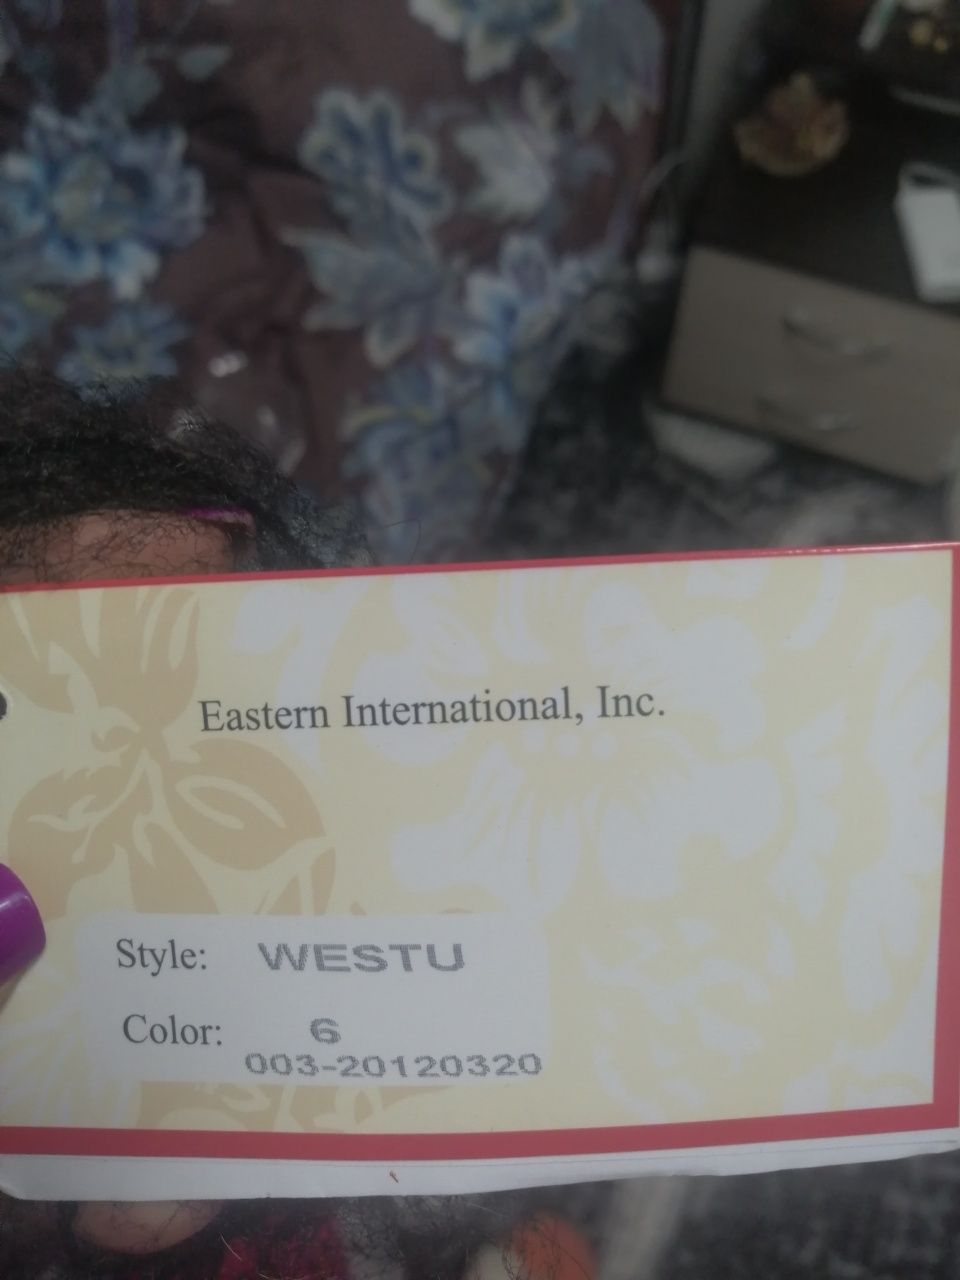 Eastern International, Inc.
Style: WESTU
Color: 6
003-20120320